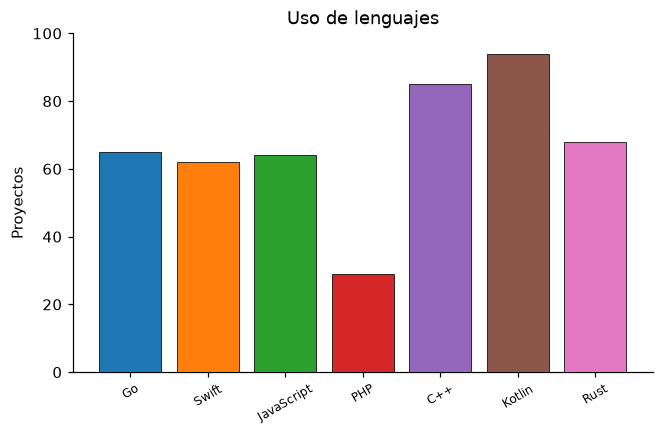 Uso de lenguajes
Proyectos
100
80
60
40
20
0
Go
Swift
JavaScript
PHP
C++
Kotlin
Rust